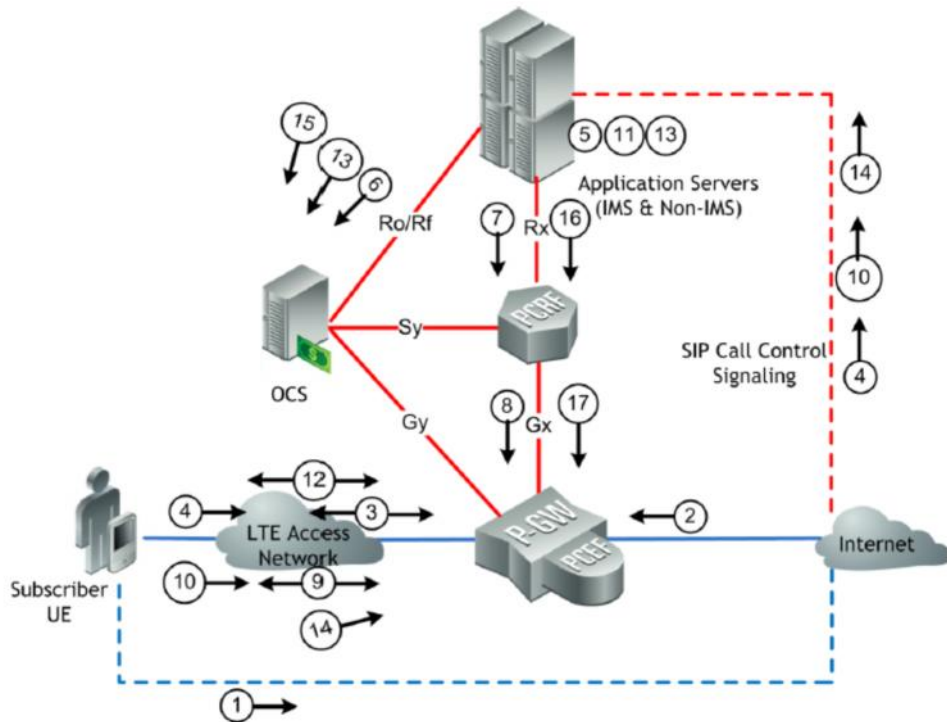 15
13
6
5 11 13
Application Servers
(IMS & Non-IMS)
14
Ro/Rf
7
Rx
16
10
PCRF
Sy
SIP Call Control
Signaling
4
OCS
Gy
8
Gx
17
12
4
3
2
LTE Access
Network
P-GW
PCEF
Internet
10
9
Subscriber
UE
14
1